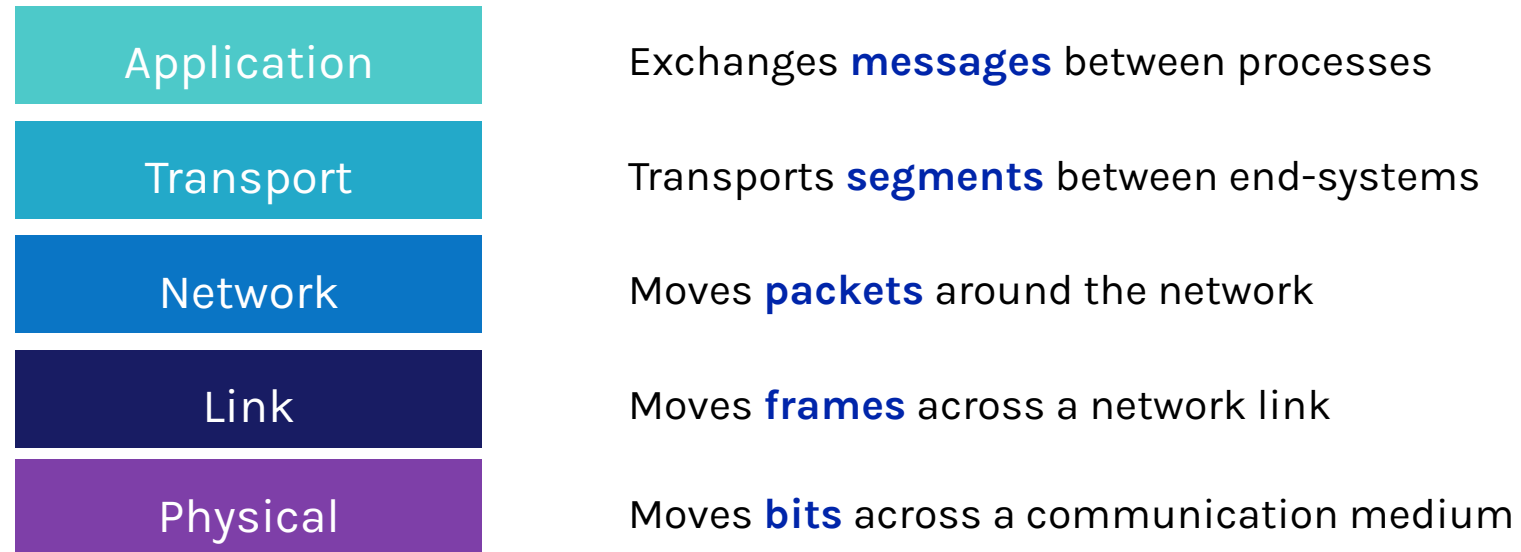 Application
Exchanges messages between processes
Transport
Transports segments between end-systems
Network
Moves packets around the network
Link
Moves frames across a network link
Physical
Moves bits across a communication medium